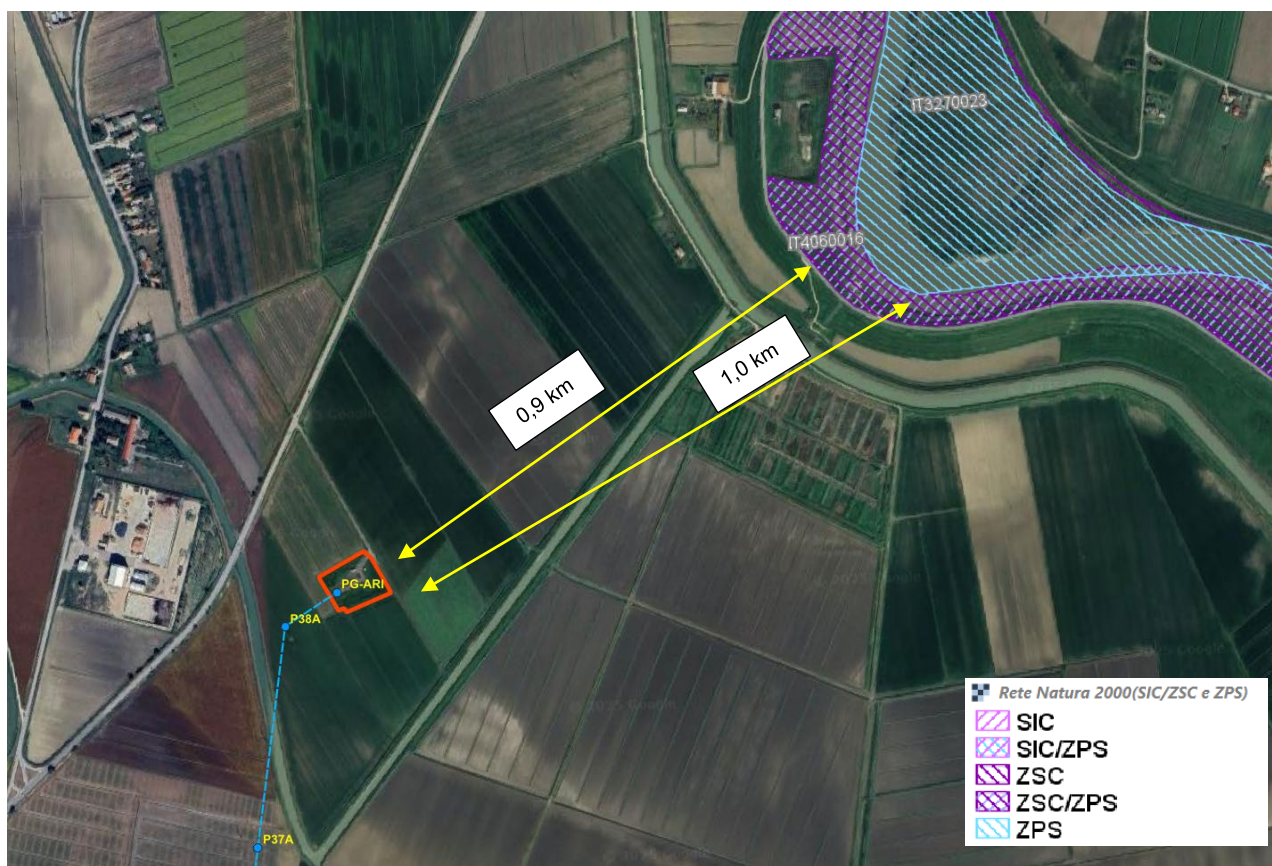 IT3270023
IT4060016
0,9 km
1,0 km
PG-ARI
P38A
P37A
Rete Natura 2000(SIC/ZSC e ZPS)
SIC
SIC/ZPS
ZSC
ZSC/ZPS
ZPS